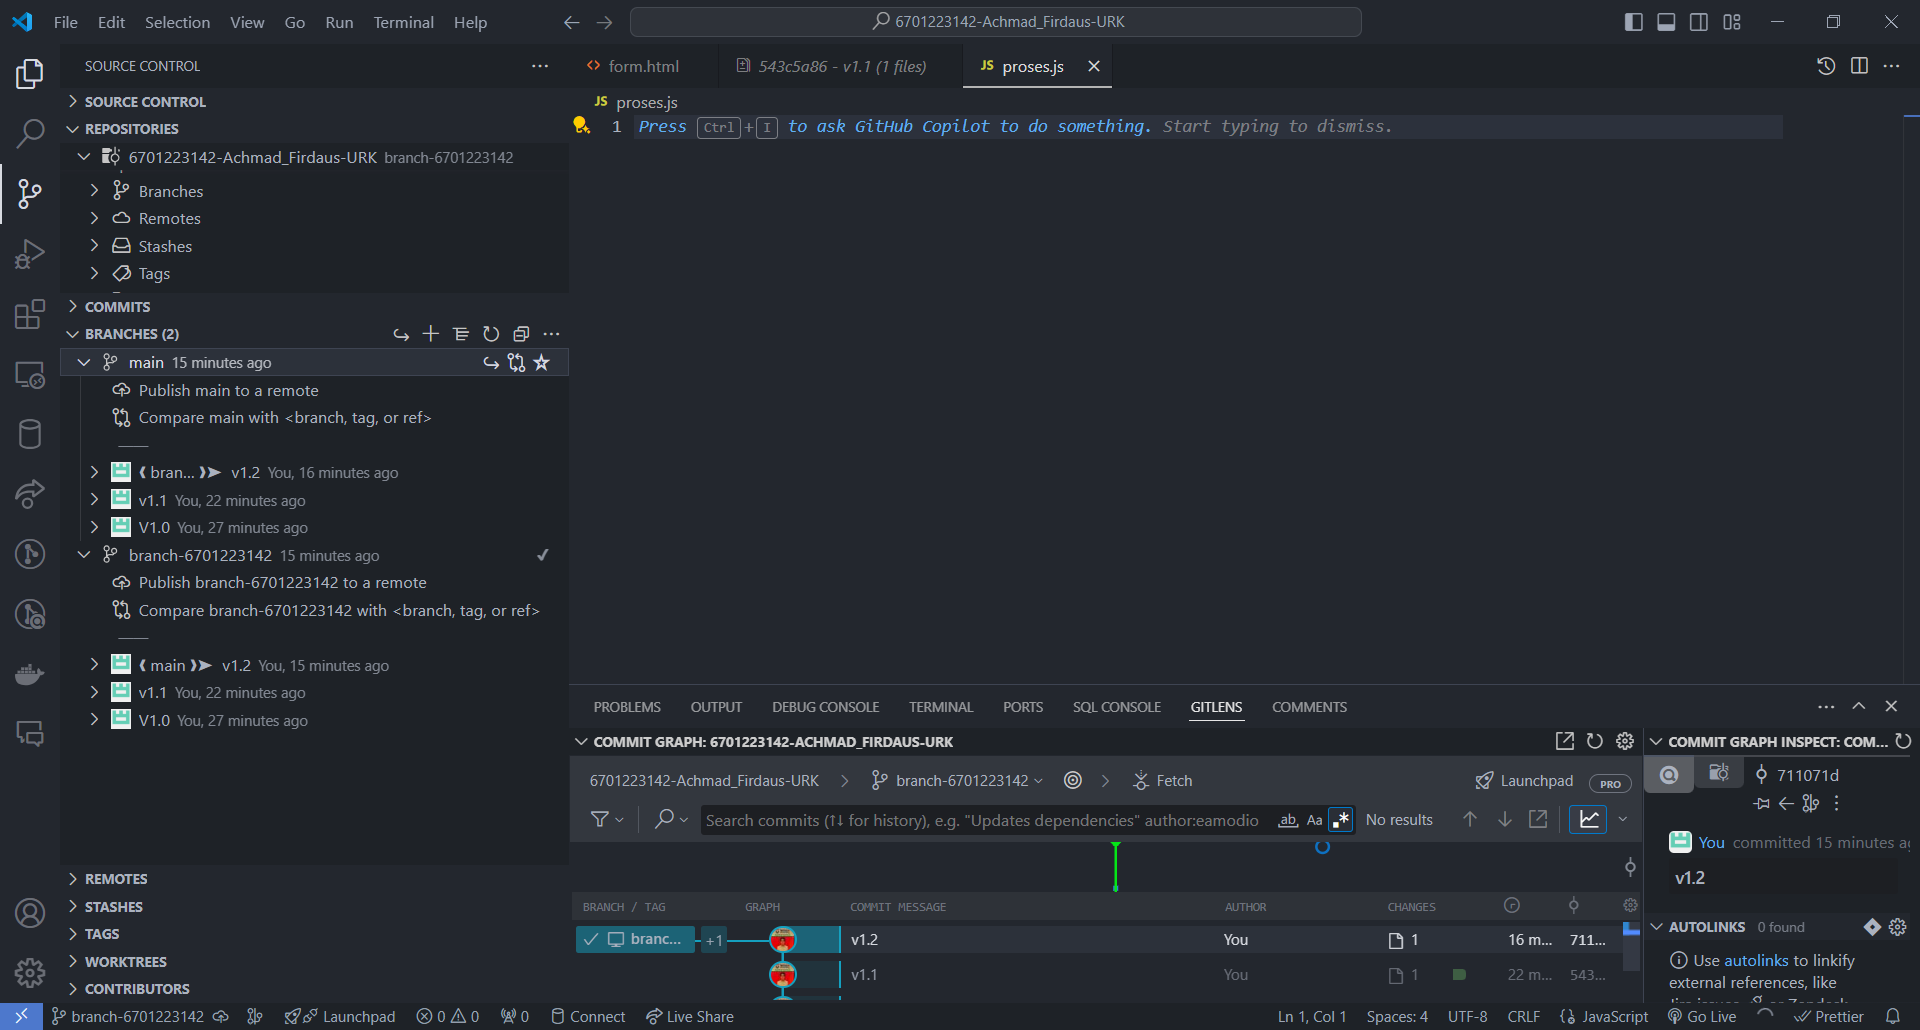 File Edit Selection View Go Run Terminal Help
6701223142-Achmad_Firdaus-URK
SOURCE CONTROL
SOURCE CONTROL
REPOSITORIES
6701223142-Achmad_Firdaus-URK branch-6701223142
Branches
Remotes
Stashes
Tags
COMMITS
BRANCHES (2)
main 15 minutes ago
Publish main to a remote
Compare main with <branch, tag, or ref>
bran... v1.2 You, 16 minutes ago
v1.1 You, 22 minutes ago
V1.0 You, 27 minutes ago
branch-6701223142 15 minutes ago
Publish branch-6701223142 to a remote
Compare branch-6701223142 with <branch, tag, or ref>
main v1.2 You, 15 minutes ago
v1.1 You, 22 minutes ago
V1.0 You, 27 minutes ago
REMOTES
STASHES
TAGS
WORKTREES
CONTRIBUTORS
form.html 543c5a86 - v1.1 (1 files) JS proses.js
JS proses.js
1 Press Ctrl+I to ask GitHub Copilot to do something. Start typing to dismiss.
PROBLEMS OUTPUT DEBUG CONSOLE TERMINAL PORTS SQL CONSOLE GITLENS COMMENTS
COMMIT GRAPH: 6701223142-ACHMAD_FIRDAUS-URK
6701223142-Achmad_Firdaus-URK branch-6701223142 Fetch Launchpad PRO
Search commits (↑↓ for history), e.g. "Updates dependencies" author:eamodio ab Aa No results
BRANCH / TAG GRAPH COMMIT MESSAGE AUTHOR CHANGES
branc... +1 v1.2 You 1 16 m... 711...
v1.1 You 1 22 m... 543...
COMMIT GRAPH INSPECT: COM...
711071d
You committed 15 minutes
v1.2
AUTOLINKS 0 found
Use autolinks to linkify
external references, like
branch-6701223142 Launchpad 0 0 0 Connect Live Share Ln 1, Col 1 Spaces: 4 UTF-8 CRLF {} JavaScript Go Live Prettier